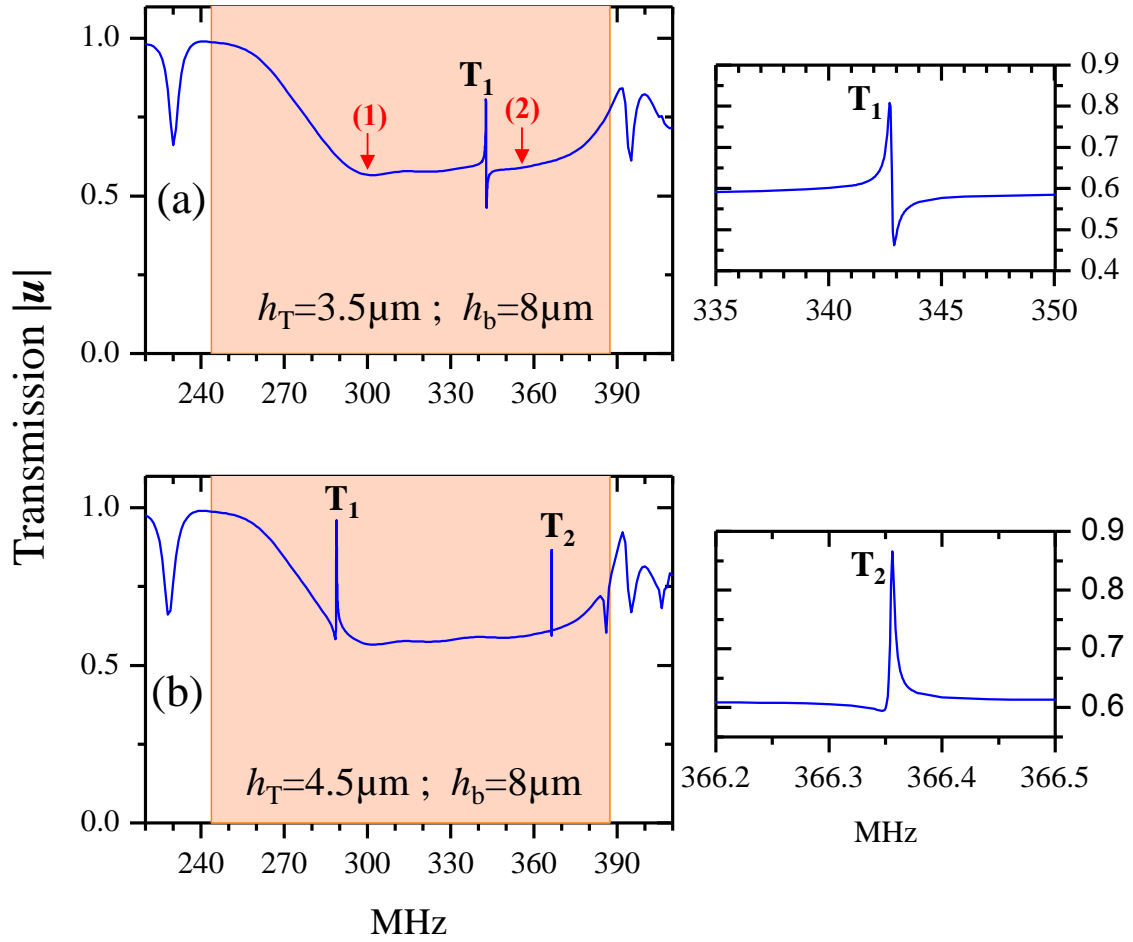 Transmission |u|
1.0
0.5
0.0
T1
(1)
(2)
(a)
hT=3.5μm ; hb=8μm
240 270 300 330 360 390
T1
0.9
0.8
0.7
0.6
0.5
0.4
335 340 345 350
1.0
0.5
0.0
T1
T2
(b)
hT=4.5μm ; hb=8μm
240 270 300 330 360 390
MHz
T2
0.9
0.8
0.7
0.6
366.2 366.3 366.4 366.5
MHz